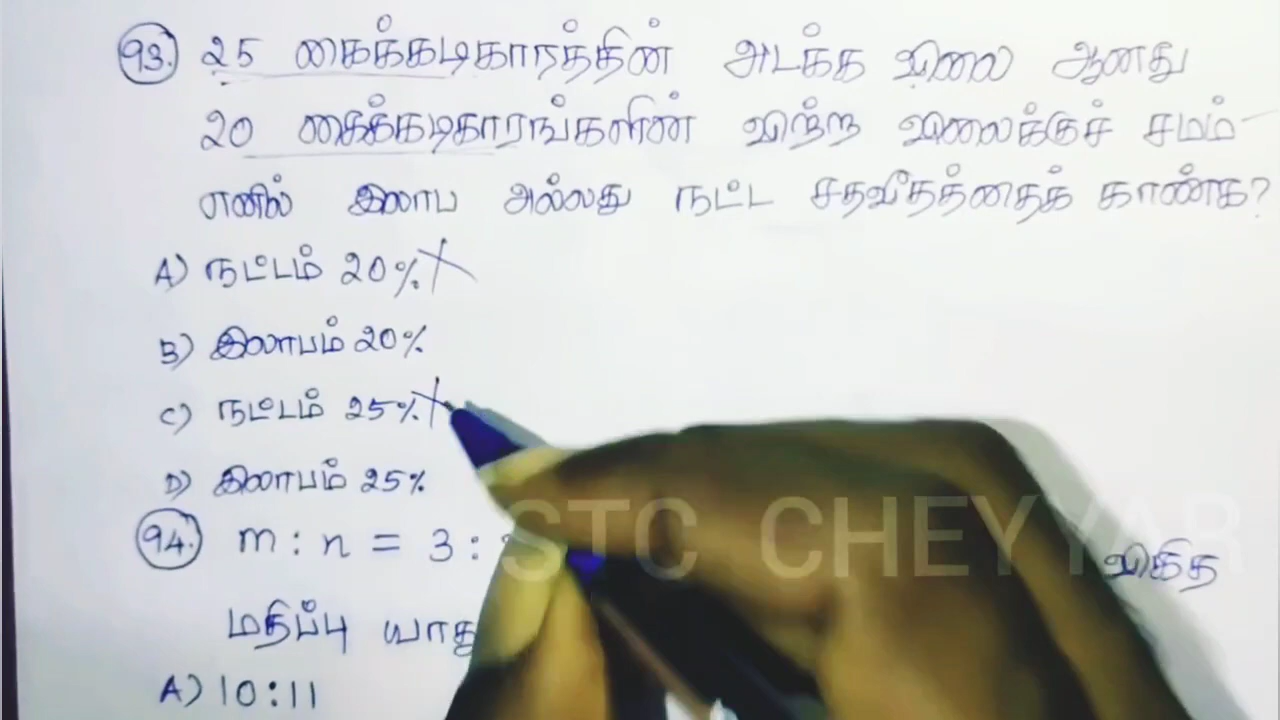 93. 25 கைக்கடிகாரத்தின் அடக்க விலை ஆனது
20 கைக்கடிகாரங்களின் விற்ற விலைக்குச் சமம்
எனில் இலாப அல்லது நட்ட சதவீதத்தைக் காண்க?
A) நட்டம் 20%
B) இலாபம் 20%
C) நட்டம் 25%
D) இலாபம் 25%
94. m : n = 3 :
விகித
மதிப்பு
A) 10:11
STC CHEYYAR